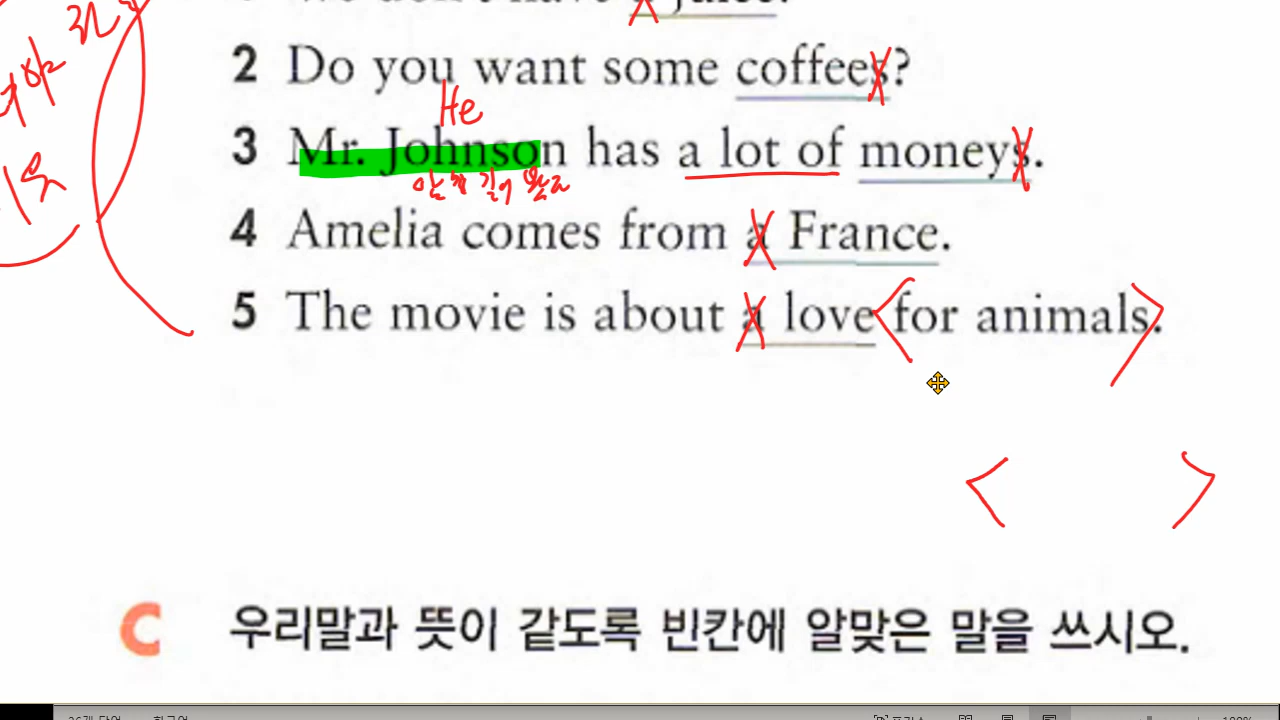 2 Do you want some coffees?
He
3 Mr. Johnson has a lot of moneys.
4 Amelia comes from a France.
5 The movie is about a love for animals.
C 우리말과 뜻이 같도록 빈칸에 알맞은 말을 쓰시오.